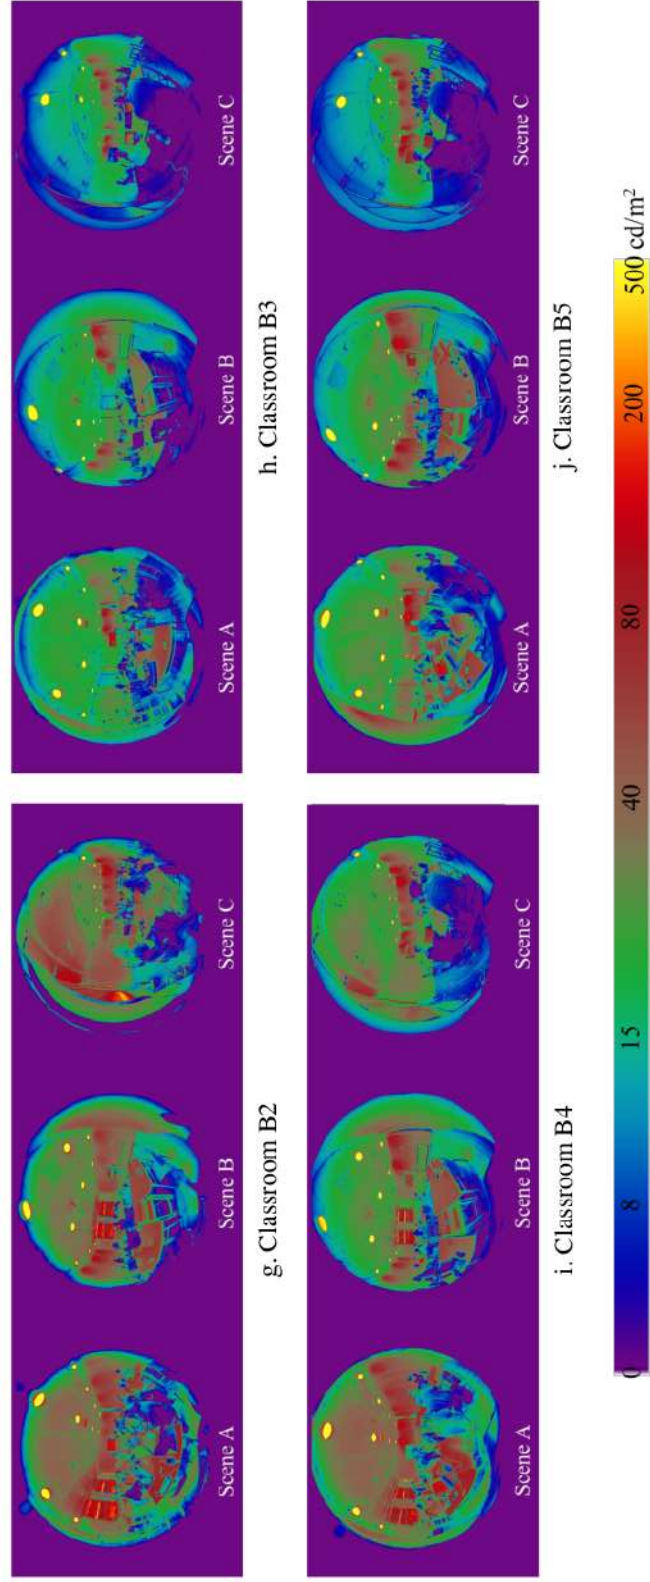 Scene A Scene B Scene C
g. Classroom B2
Scene A Scene B Scene C
h. Classroom B3
Scene A Scene B Scene C
i. Classroom B4
Scene A Scene B Scene C
j. Classroom B5
0 8 15 40 80 200 500 cd/m²